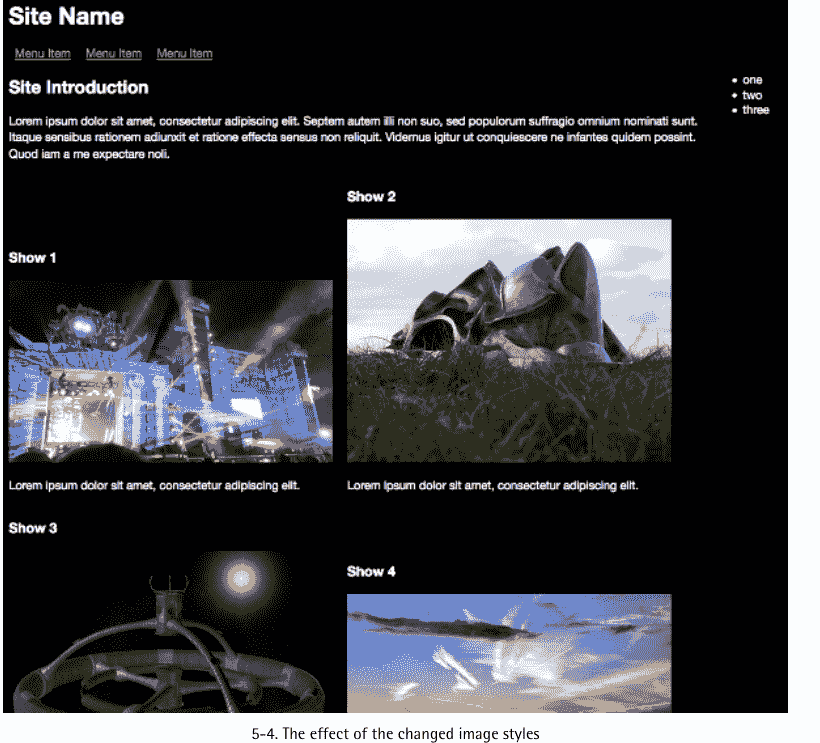 Site Name
Menu Item Menu Item Menu Item
Site Introduction
• one
• two
• three
Lorem ipsum dolor sit amet, consectetur adipiscing elit. Septem autem illi non suo, sed populorum suffragio omnium nominati sunt.
Itaque sensibus rationem adiunxit et ratione effecta sensus non reliquit. Videmus igitur ut conquiescere ne infantes quidem possint.
Quod iam a me expectare noli.
Show 1
Lorem ipsum dolor sit amet, consectetur adipiscing elit.
Show 2
Lorem ipsum dolor sit amet, consectetur adipiscing elit.
Show 3
Show 4
5-4. The effect of the changed image styles